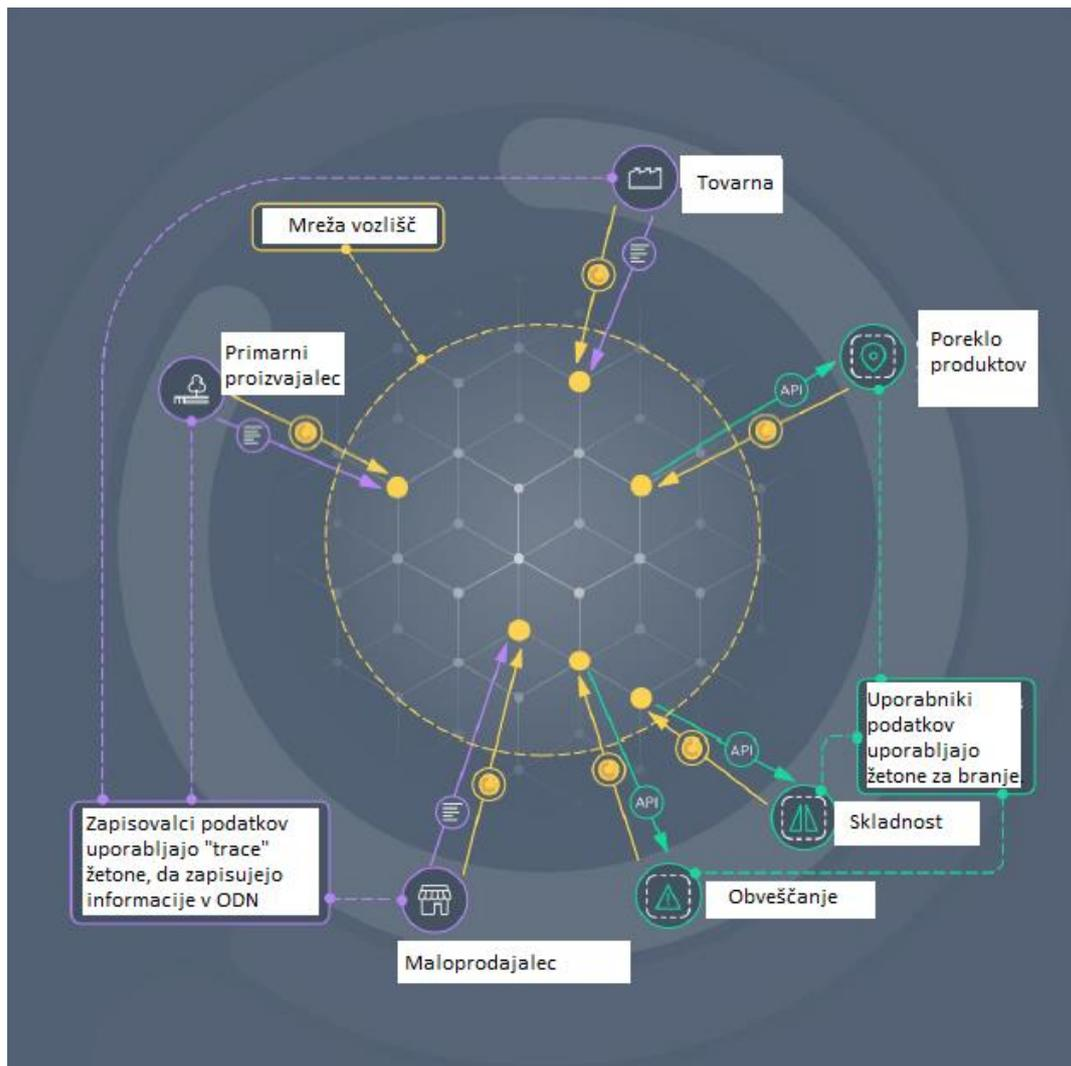 Tovarna
Mreža vozlišč
Primarni
proizvajalec
Poreklo
produktov
API
API
API
Uporabniki
podatkov
uporabljajo
žetone za branje.
Skladnost
Zapisovalci podatkov
uporabljajo "trace"
žetone, da zapisujejo
informacije v ODN
Obveščanje
Maloprodajalec